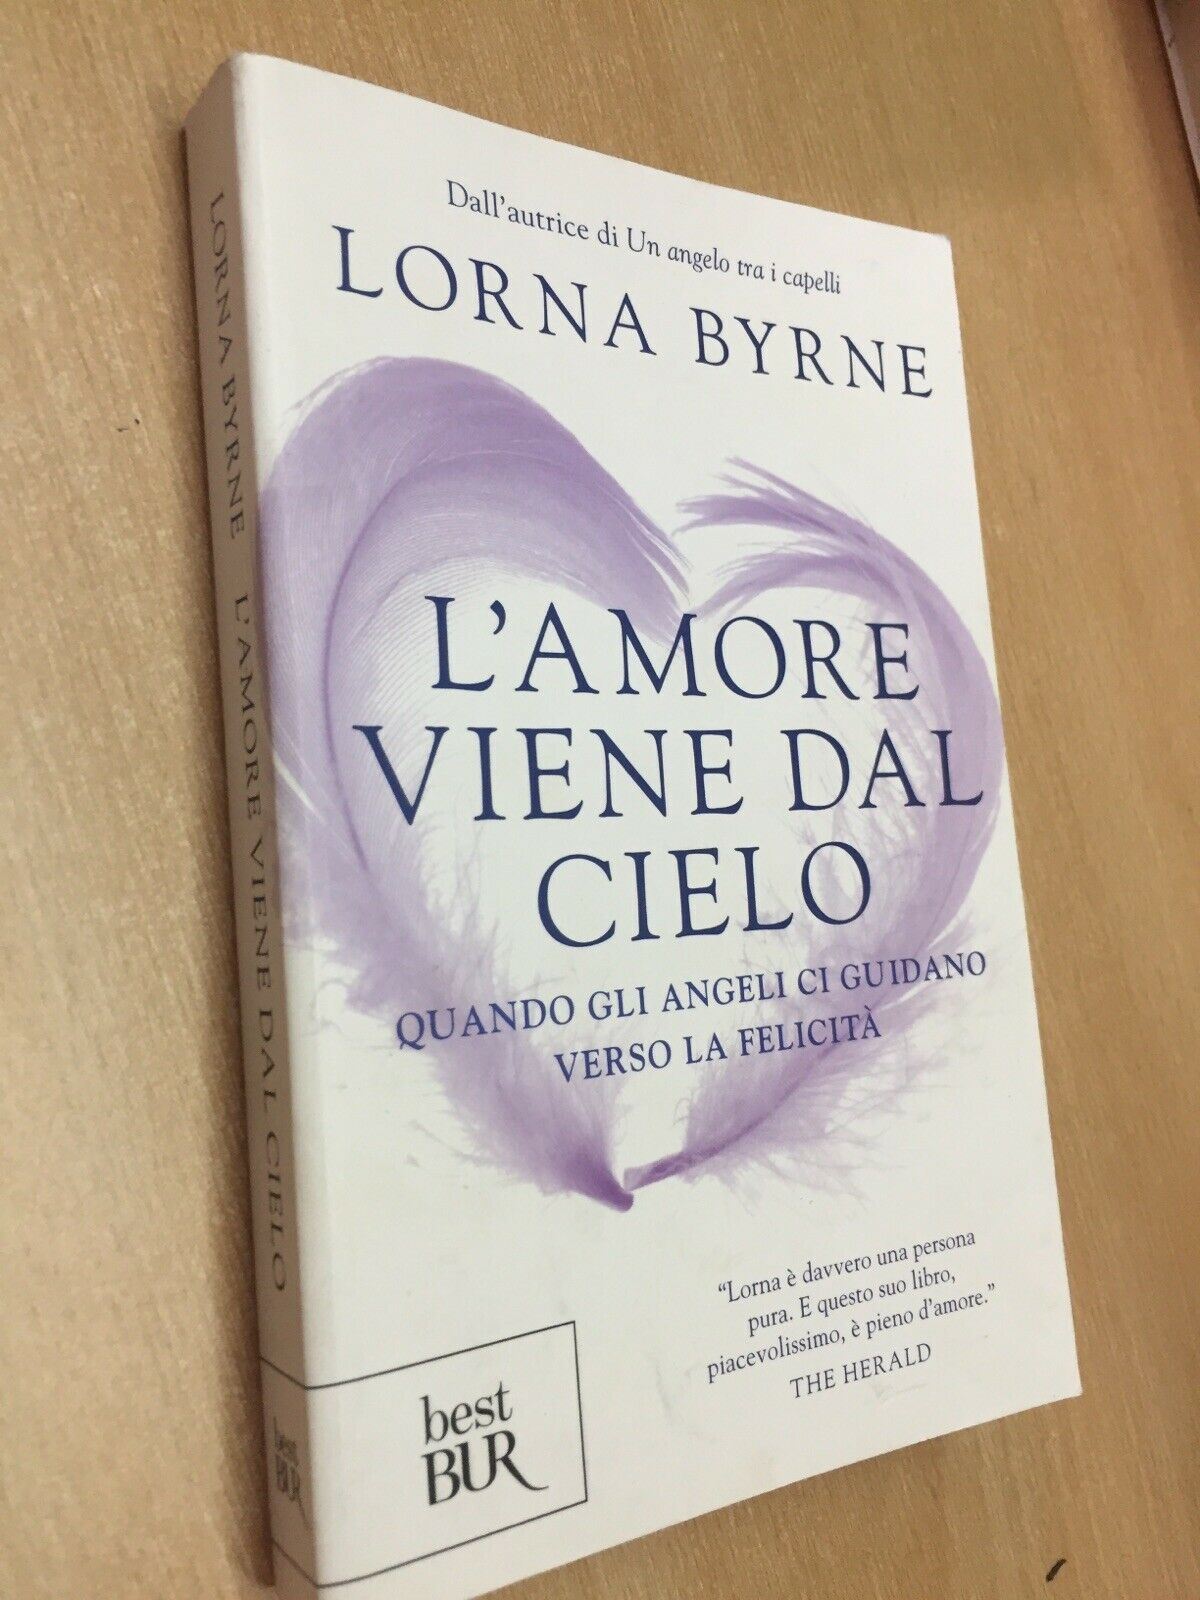 Dall'autrice di Un angelo tra i capelli
LORNA BYRNE
L'AMORE
VIENE DAL
CIELO
QUANDO GLI ANGELI CI GUIDANO
VERSO LA FELICITÀ
“Lorna è davvero una persona
pura. E questo suo libro,
piacevolissimo, è pieno d'amore.”
THE HERALD
best
BUR
LORNA BYRNE L'AMORE VIENE DAL CIELO
best
BUR